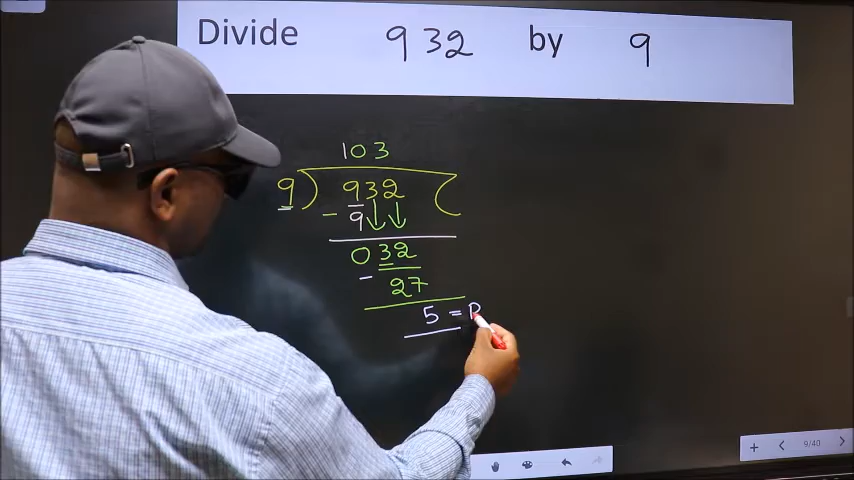 Divide 932 by 9
103
9 ) 932 (
- 9
032
- 27
5 = R
9/40